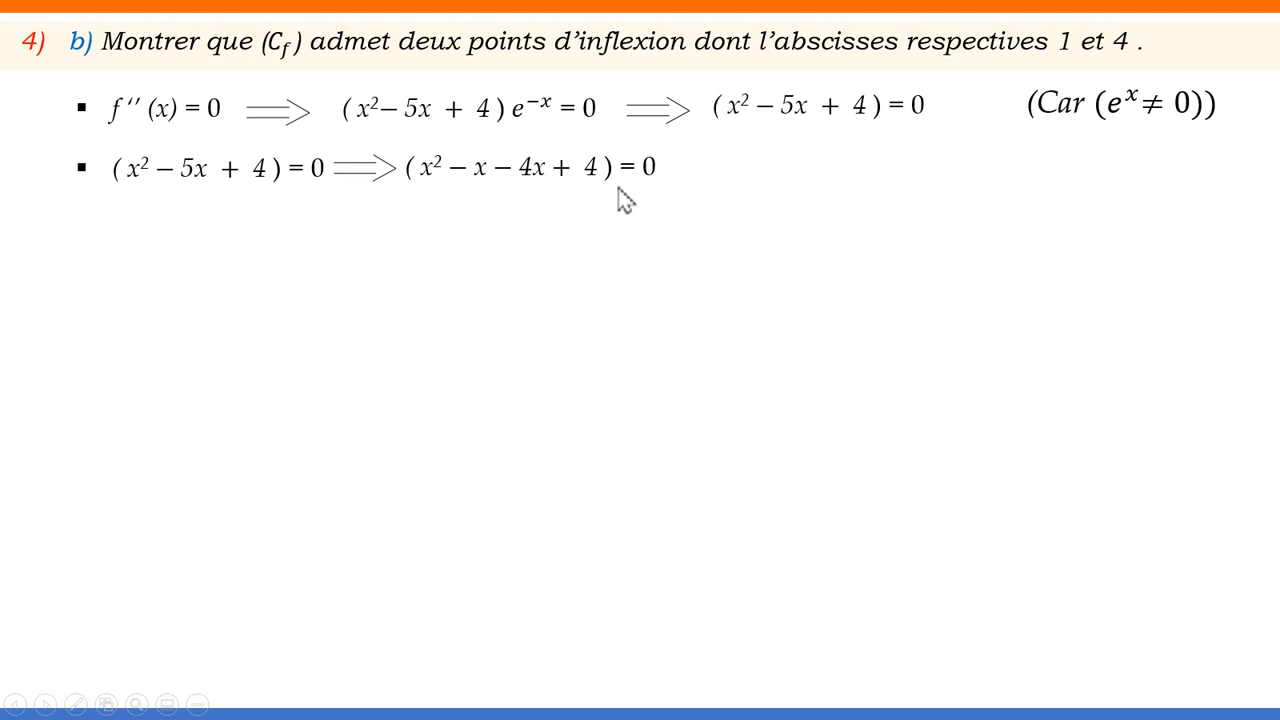 4) b) Montrer que (C_f) admet deux points d’inflexion dont l’abscisses respectives 1 et 4 .
▪ f ′′ (x) = 0 ⟹ ( x² − 5x + 4 ) e⁻ˣ = 0 ⟹ ( x² − 5x + 4 ) = 0 (Car (eˣ ≠ 0))
▪ ( x² − 5x + 4 ) = 0 ⟹ ( x² − x − 4x + 4 ) = 0